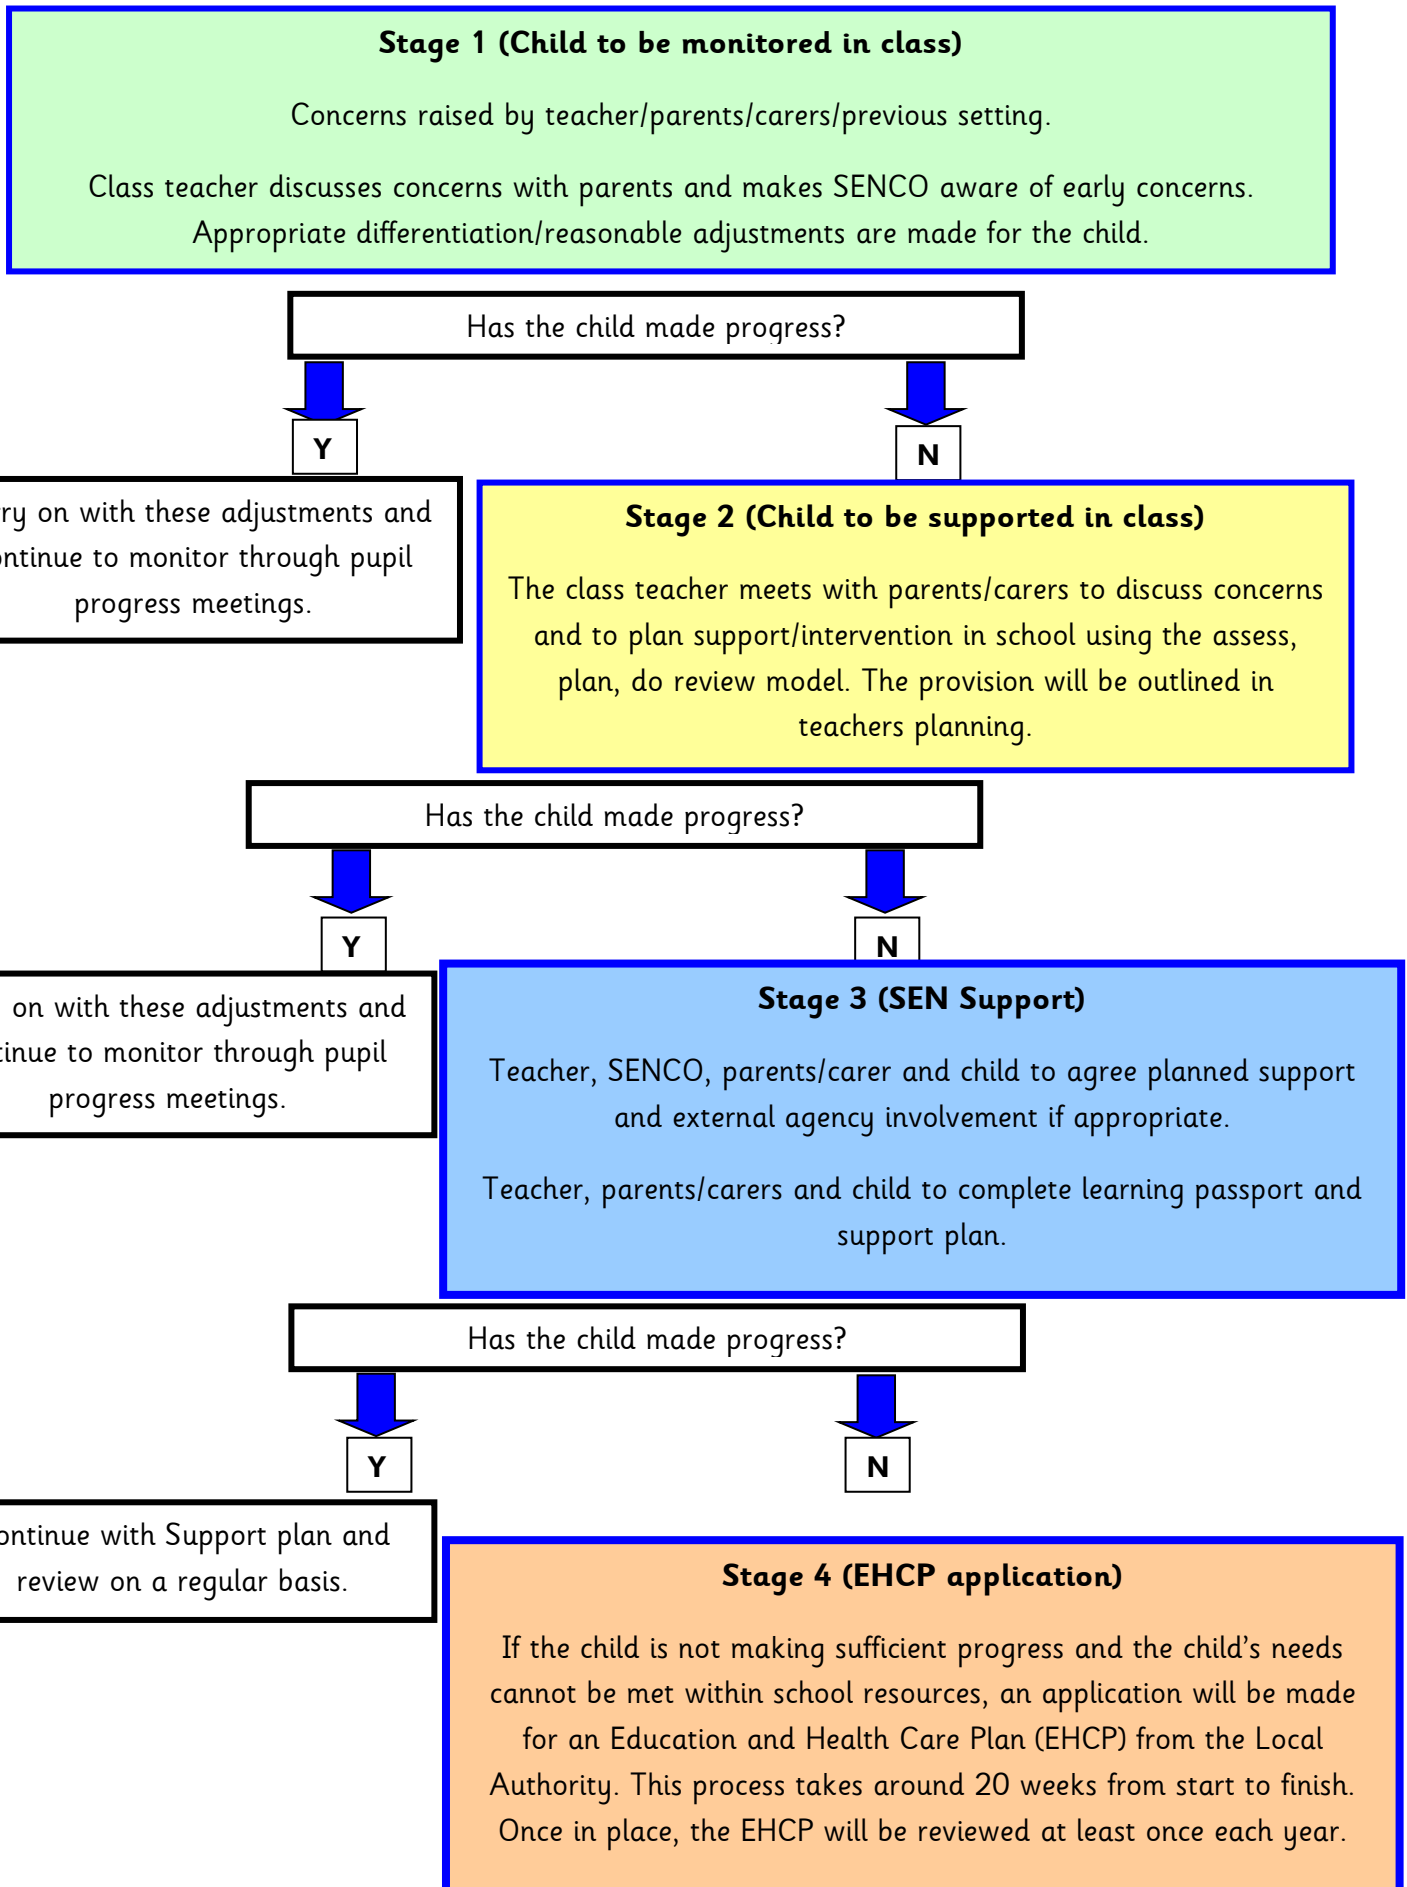 Stage 1 (Child to be monitored in class)
Concerns raised by teacher/parents/carers/previous setting.
Class teacher discusses concerns with parents and makes SENCO aware of early concerns.
Appropriate differentiation/reasonable adjustments are made for the child.
Has the child made progress?
Y
N
ry on with these adjustments and
ontinue to monitor through pupil
progress meetings.
Stage 2 (Child to be supported in class)
The class teacher meets with parents/carers to discuss concerns
and to plan support/intervention in school using the assess,
plan, do review model. The provision will be outlined in
teachers planning.
Has the child made progress?
Y
N
on with these adjustments and
tinue to monitor through pupil
progress meetings.
Stage 3 (SEN Support)
Teacher, SENCO, parents/carer and child to agree planned support
and external agency involvement if appropriate.
Teacher, parents/carers and child to complete learning passport and
support plan.
Has the child made progress?
Y
N
ontinue with Support plan and
review on a regular basis.
Stage 4 (EHCP application)
If the child is not making sufficient progress and the child’s needs
cannot be met within school resources, an application will be made
for an Education and Health Care Plan (EHCP) from the Local
Authority. This process takes around 20 weeks from start to finish.
Once in place, the EHCP will be reviewed at least once each year.